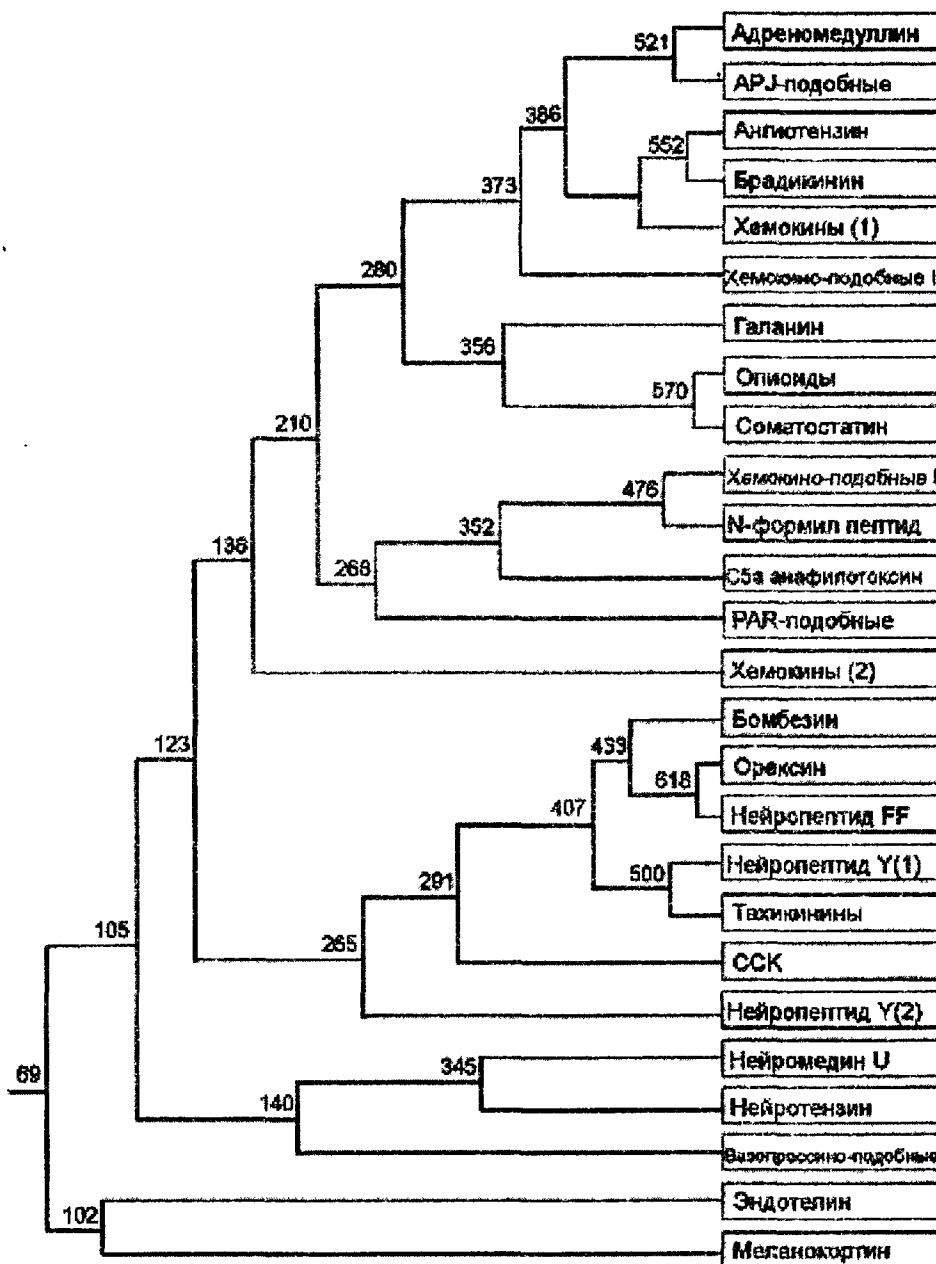 Адреномедуллин
521
APJ-подобные
386
Ангиотензин
552
Брадикинин
373
Хемокины (1)
280
Хемокино-подобные
Галанин
356
Опиоиды
570
210
Соматостатин
Хемокино-подобные
476
N-формил пептид
352
138
268
C5a анафилотоксин
PAR-подобные
Хемокины (2)
Бомбезин
123
433
Орексин
618
407
Нейропептид FF
Нейропептид Y(1)
500
291
Тахикинины
105
265
CCK
Нейропептид Y(2)
Нейромедин U
69
345
140
Нейротензин
Вазопрессино-подобные
Эндотелин
102
Меланокортин